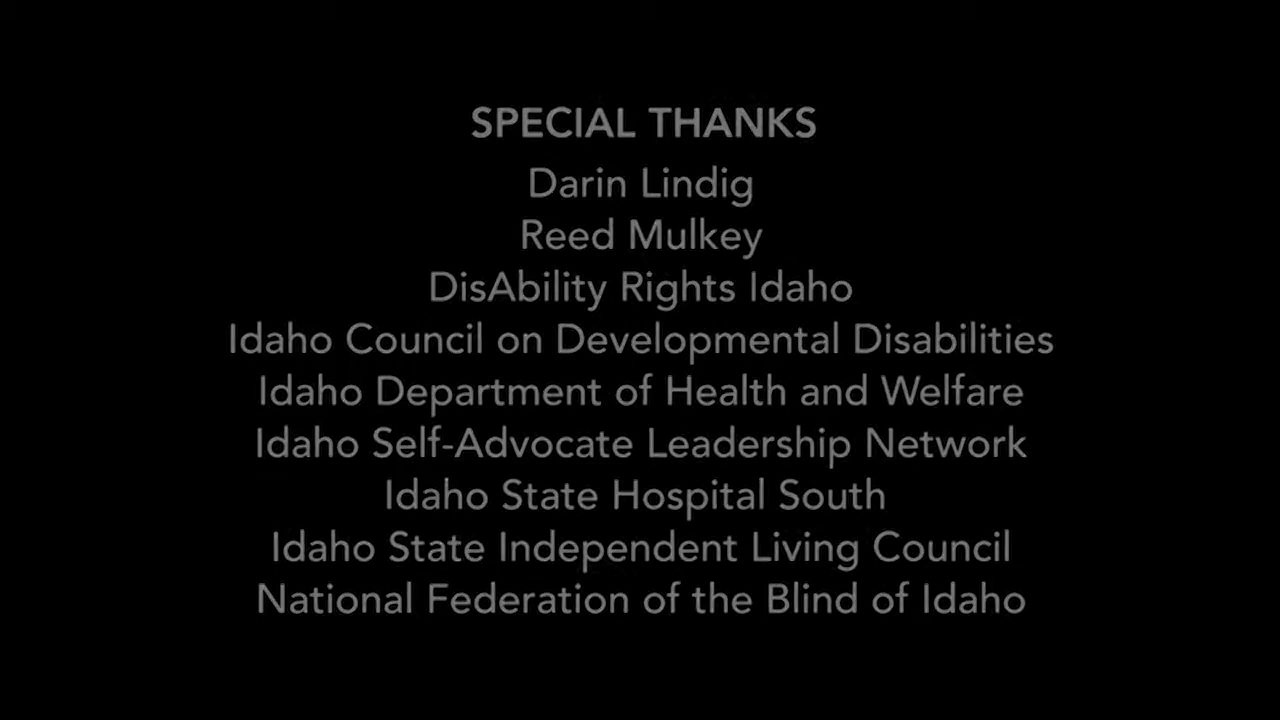 SPECIAL THANKS
Darin Lindig
Reed Mulkey
DisAbility Rights Idaho
Idaho Council on Developmental Disabilities
Idaho Department of Health and Welfare
Idaho Self-Advocate Leadership Network
Idaho State Hospital South
Idaho State Independent Living Council
National Federation of the Blind of Idaho